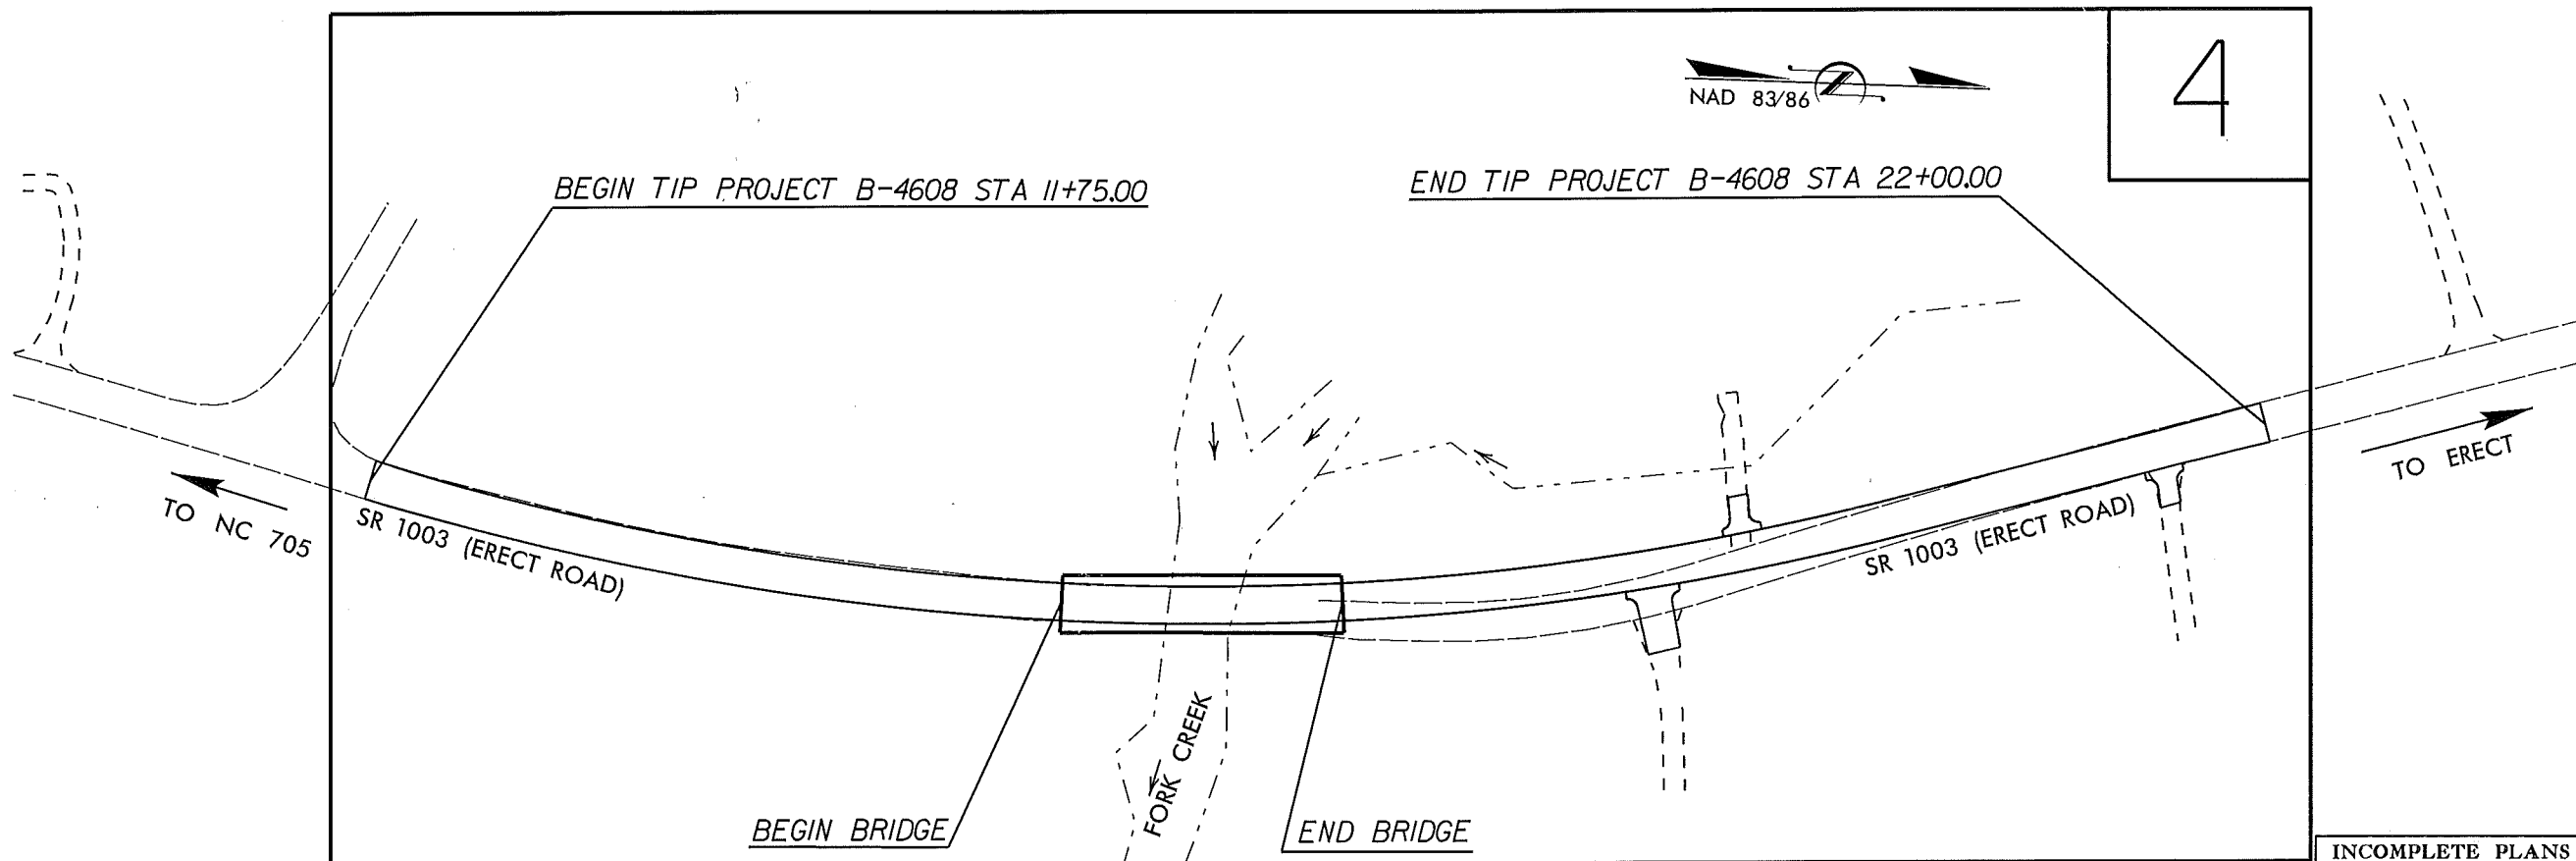 4
NAD 83/86
BEGIN TIP PROJECT B-4608 STA 11+75.00
END TIP PROJECT B-4608 STA 22+00.00
TO NC 705
SR 1003 (ERECT ROAD)
SR 1003 (ERECT ROAD)
TO ERECT
FORK CREEK
BEGIN BRIDGE
END BRIDGE
INCOMPLETE PLANS